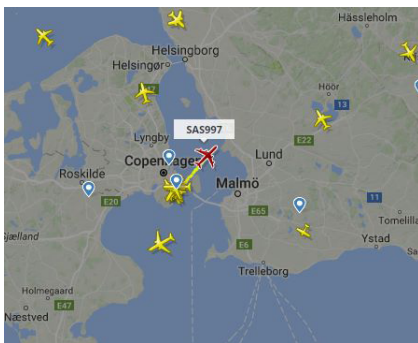 Hässleholm
Helsingborg
Helsingør
Höör
13
SAS997
Lyngby
E22
Copenhagen
Lund
Roskilde
Malmö
E20
E65
11
Tomelilla
Sjælland
E6
Ystad
Trelleborg
Holmegaard
E47
Næstved